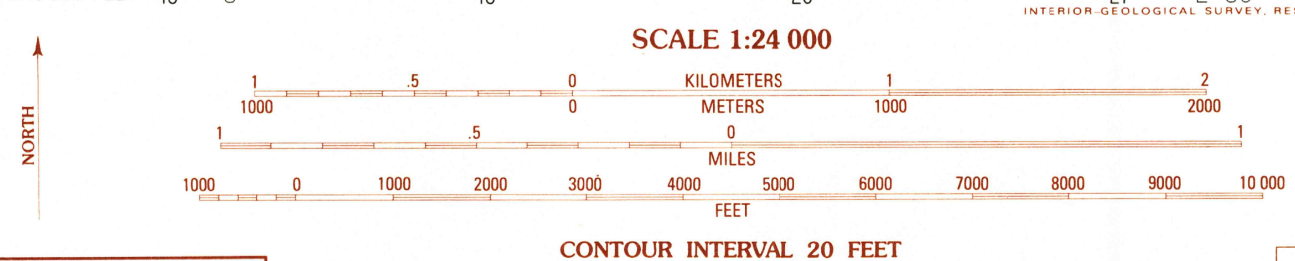 INTERIOR-GEOLOGICAL SURVEY, RES
SCALE 1:24 000
NORTH
1 .5 0 KILOMETERS 1 2
1000 0 METERS 1000 2000
1 .5 0 1
MILES
1000 0 1000 2000 3000 4000 5000 6000 7000 8000 9000 10 000
FEET
CONTOUR INTERVAL 20 FEET